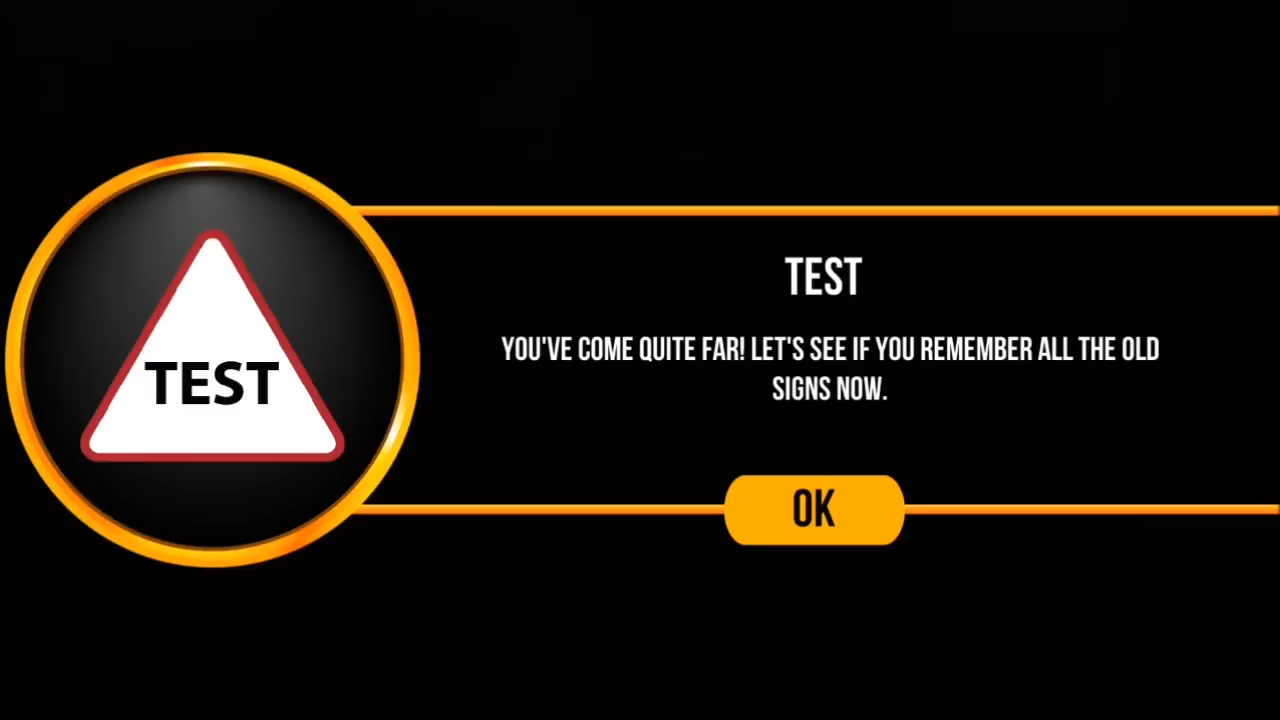 TEST
TEST
YOU'VE COME QUITE FAR! LET'S SEE IF YOU REMEMBER ALL THE OLD
SIGNS NOW.
OK